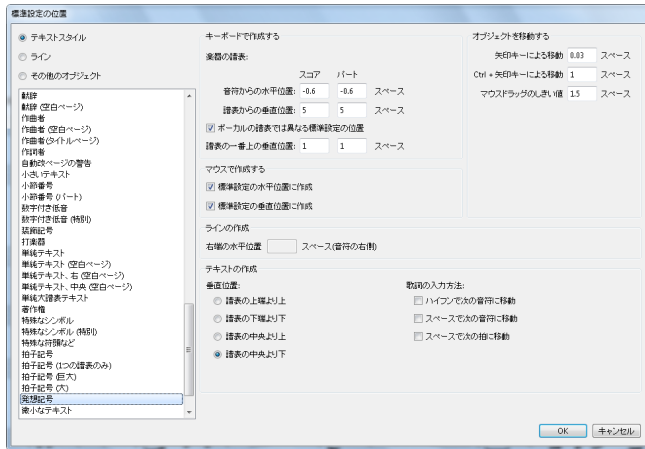 標準設定の位置
テキストスタイル
ライン
その他のオブジェクト
献辞
献辞 (空白ページ)
作曲者
作曲者 (空白ページ)
作曲者(タイトルページ)
作詞者
自動改ページの警告
小さいテキスト
小節番号
小節番号 (パート)
数字付き低音
数字付き低音 (特別)
装飾記号
打楽器
単純テキスト
単純テキスト (空白ページ)
単純テキスト、右 (空白ページ)
単純テキスト、中央 (空白ページ)
単純大譜表テキスト
著作権
特殊なシンボル
特殊なシンボル (特別)
特殊な符頭など
拍子記号
拍子記号 (1つの譜表のみ)
拍子記号 (巨大)
拍子記号 (大)
発想記号
微小なテキスト
キーボードで作成する
楽器の譜表:
スコア パート
音符からの水平位置: -0.6 -0.6 スペース
譜表からの垂直位置: 5 5 スペース
ボーカルの譜表では異なる標準設定の位置
譜表の一番上の垂直位置: 1 1 スペース
マウスで作成する
標準設定の水平位置に作成
標準設定の垂直位置に作成
ラインの作成
右端の水平位置 スペース(音符の右側)
テキストの作成
垂直位置:
譜表の上端より上
譜表の下端より下
譜表の中央より上
譜表の中央より下
歌詞の入力方法:
ハイフンで次の音符に移動
スペースで次の音符に移動
スペースで次の拍に移動
オブジェクトを移動する
矢印キーによる移動 0.03 スペース
Ctrl + 矢印キーによる移動 1 スペース
マウスドラッグのしきい値 1.5 スペース
OK キャンセル